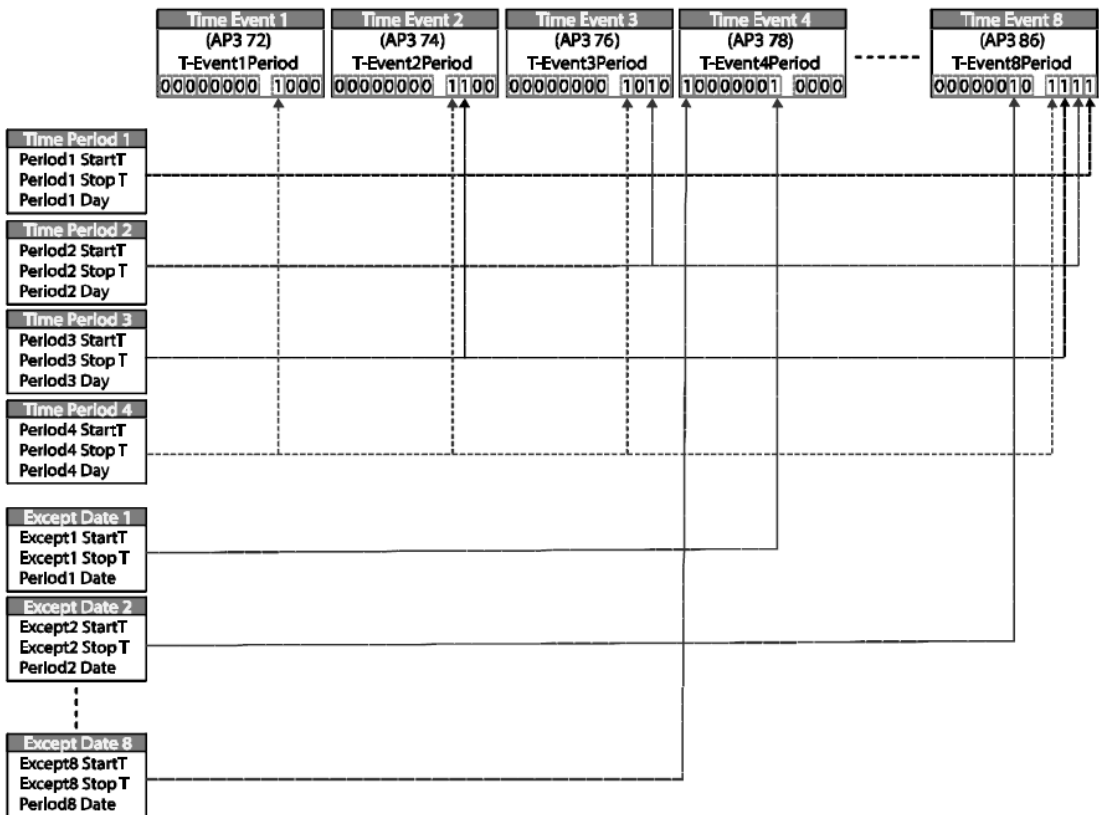 Time Event 1
(AP3 72)
T-Event1Period
00000000 1000
Time Event 2
(AP3 74)
T-Event2Period
00000000 1100
Time Event 3
(AP3 76)
T-Event3Period
00000000 1010
Time Event 4
(AP3 78)
T-Event4Period
10000001 0000
Time Event 8
(AP3 86)
T-Event8Period
00000010 1111
Time Period 1
Period1 StartT
Period1 Stop T
Period1 Day
Time Period 2
Period2 StartT
Period2 Stop T
Period2 Day
Time Period 3
Period3 StartT
Period3 Stop T
Period3 Day
Time Period 4
Period4 StartT
Period4 Stop T
Period4 Day
Except Date 1
Except1 StartT
Except1 Stop T
Period1 Date
Except Date 2
Except2 StartT
Except2 Stop T
Period2 Date
Except Date 8
Except8 StartT
Except8 Stop T
Period8 Date